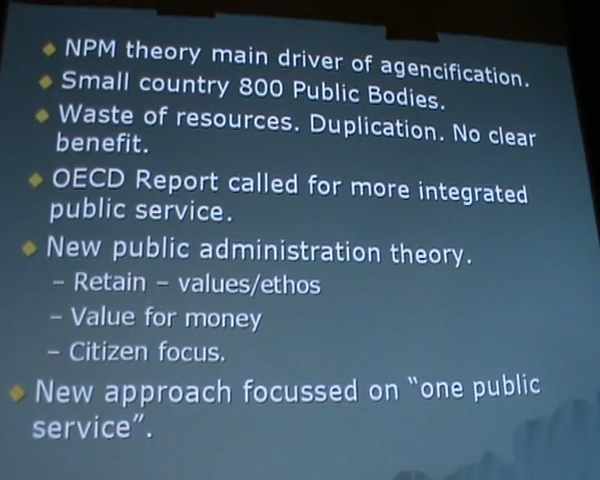 NPM theory main driver of agencification.
Small country 800 Public Bodies.
Waste of resources. Duplication. No clear
benefit.
OECD Report called for more integrated
public service.
New public administration theory.
– Retain – values/ethos
– Value for money
– Citizen focus.
New approach focussed on “one public
service”.